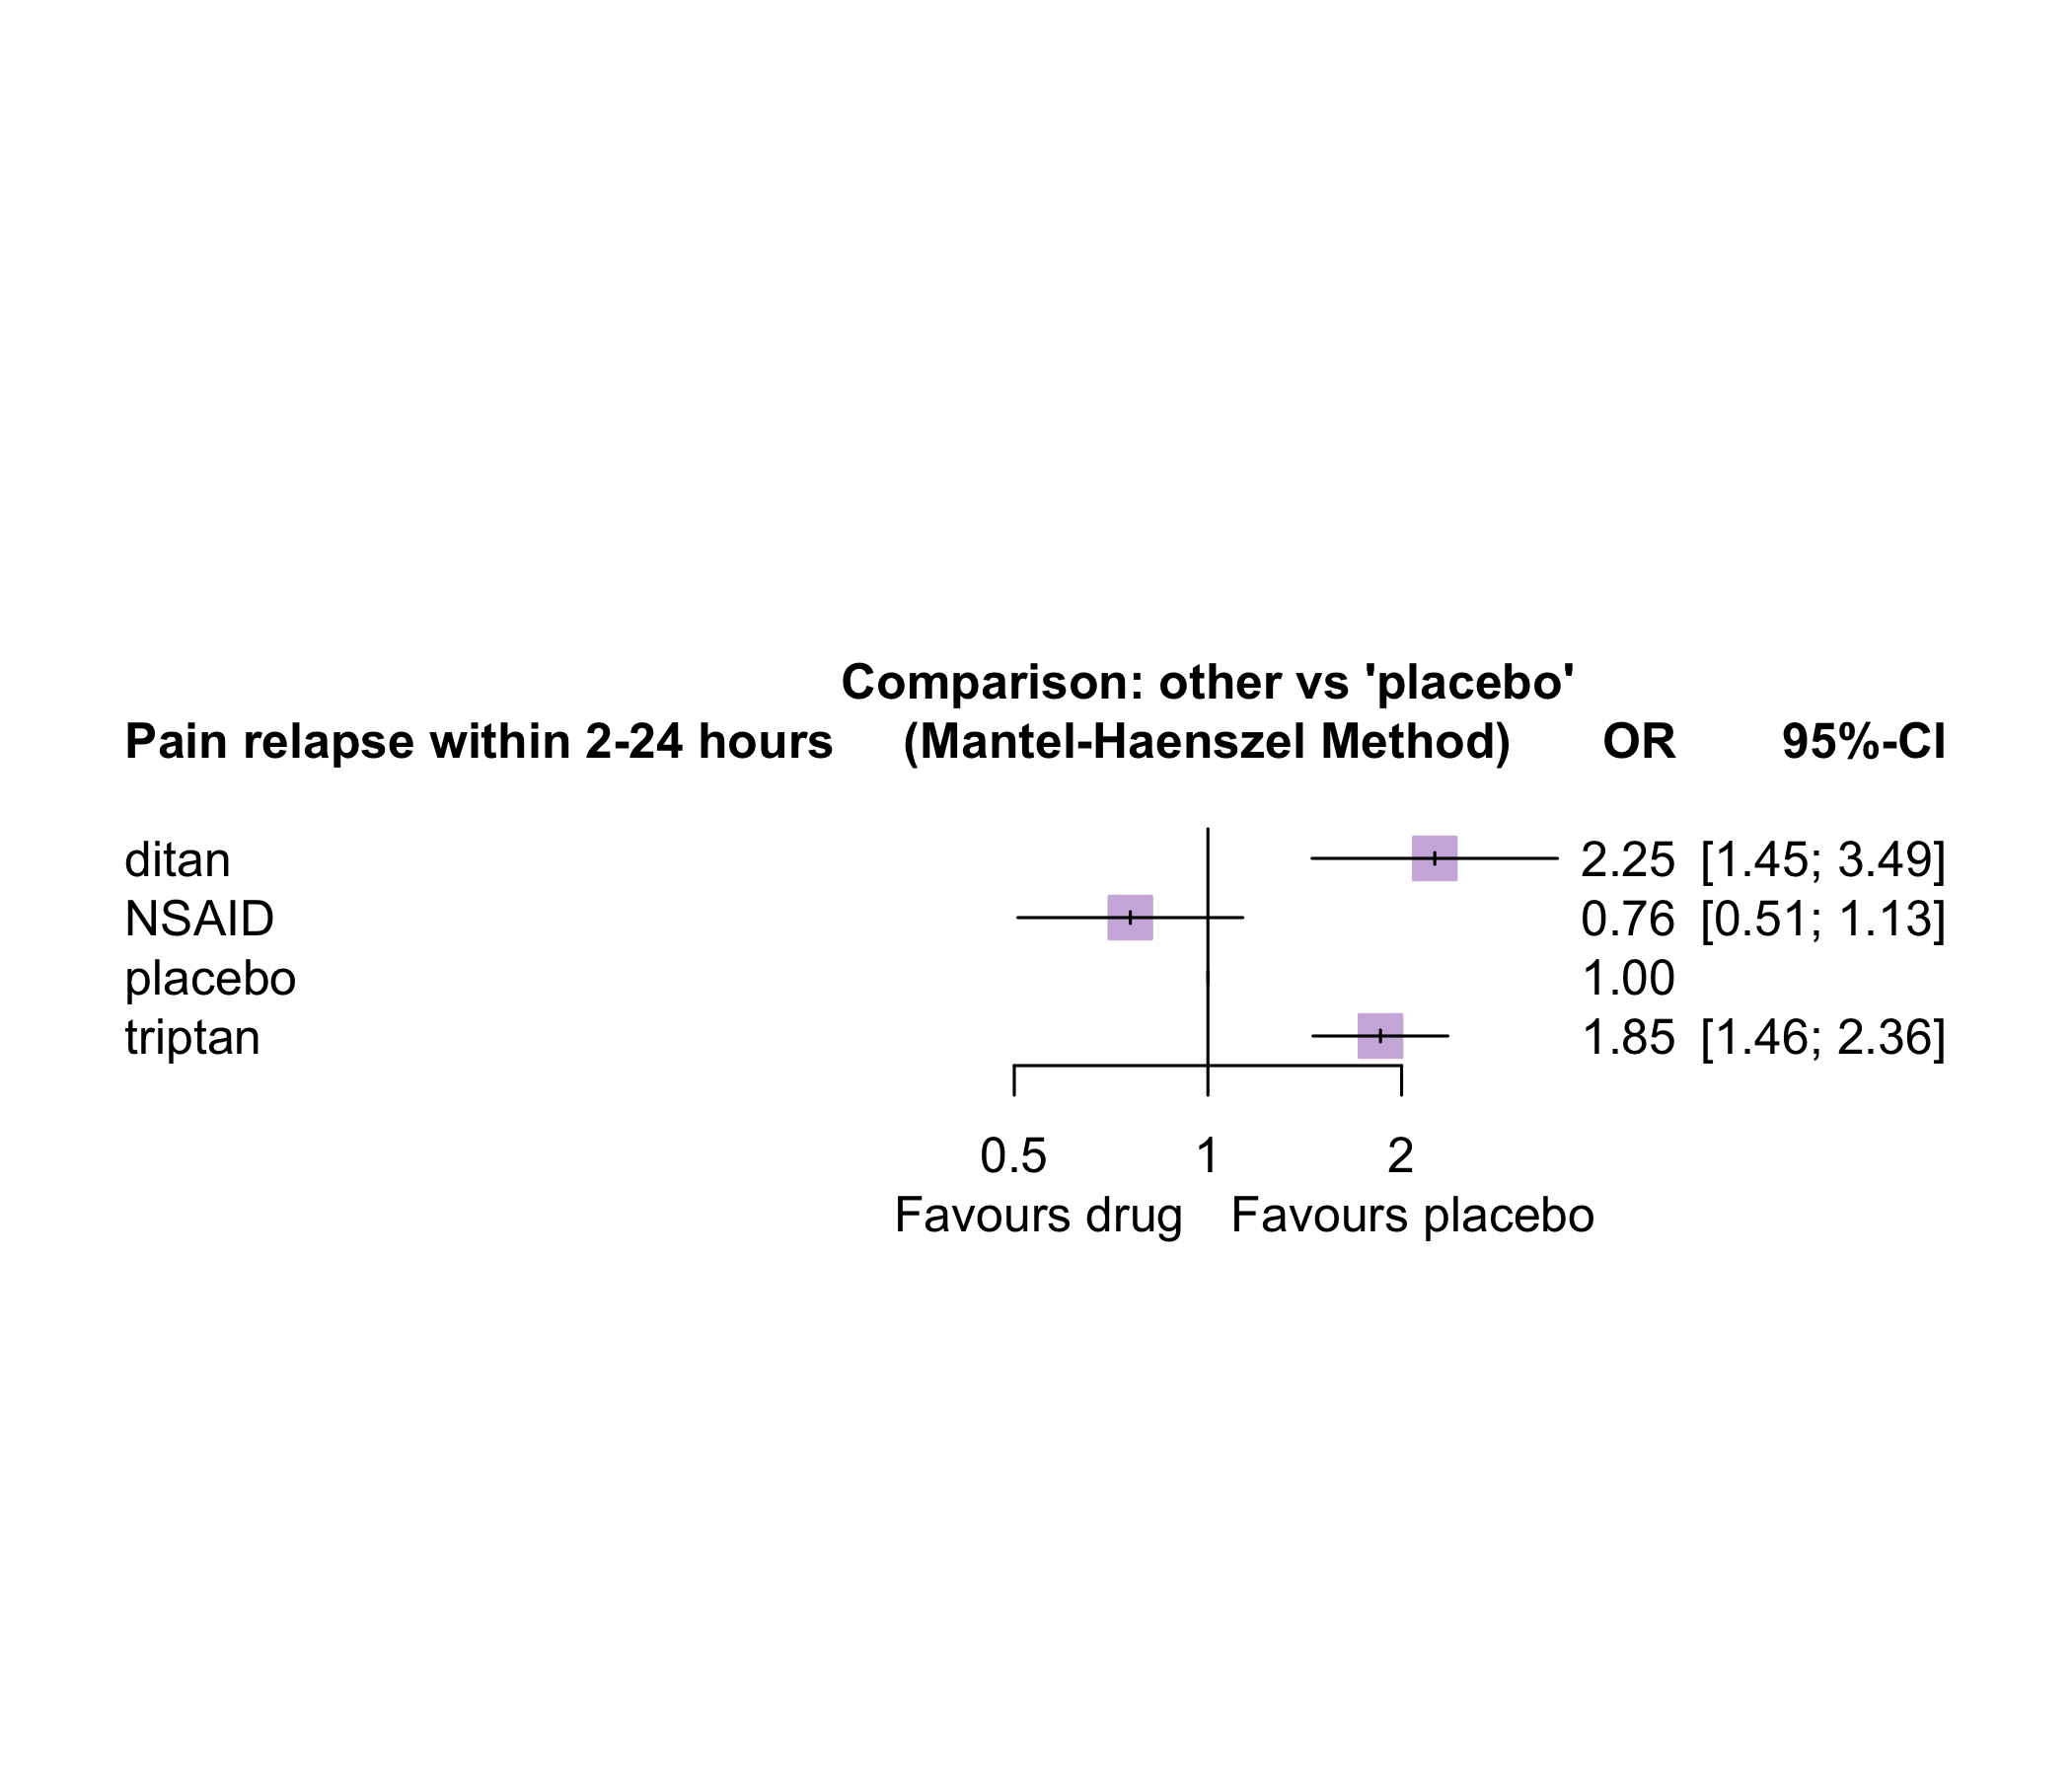 Comparison: other vs 'placebo'
Pain relapse within 2-24 hours (Mantel-Haenszel Method) OR 95%-CI
ditan 2.25 [1.45; 3.49]
NSAID 0.76 [0.51; 1.13]
placebo 1.00
triptan 1.85 [1.46; 2.36]
0.5 1 2
Favours drug Favours placebo